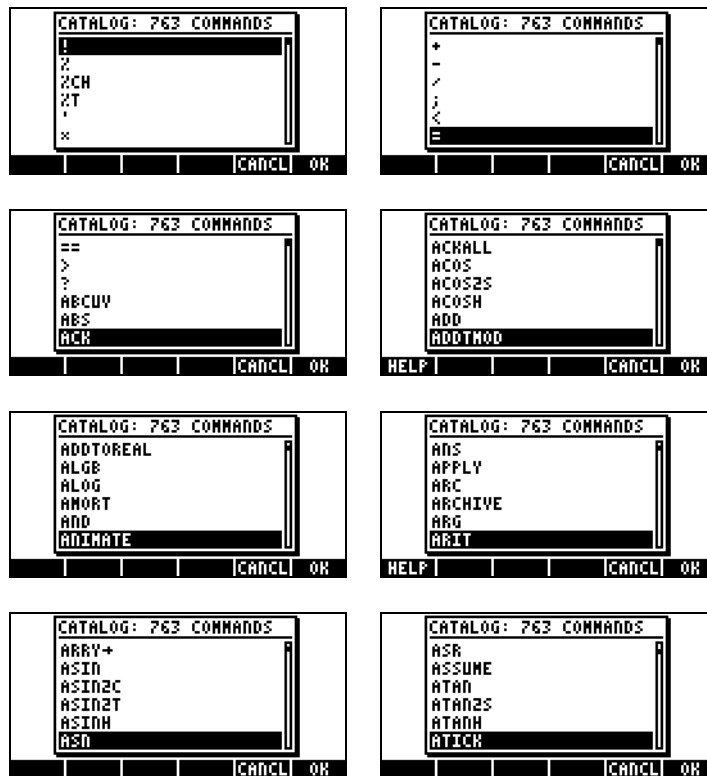 CATALOG: 763 COMMANDS
!
%
%CH
%T
'
×
CANCL OK
CATALOG: 763 COMMANDS
+
-
/
;
<
=
CANCL OK
CATALOG: 763 COMMANDS
==
>
?
ABCUV
ABS
ACK
CANCL OK
CATALOG: 763 COMMANDS
ACKALL
ACOS
ACOS2S
ACOSH
ADD
ADDTMOD
HELP CANCL OK
CATALOG: 763 COMMANDS
ADDTOREAL
ALGB
ALOG
AMORT
AND
ANIMATE
CANCL OK
CATALOG: 763 COMMANDS
ANS
APPLY
ARC
ARCHIVE
ARG
ARIT
HELP CANCL OK
CATALOG: 763 COMMANDS
ARRY→
ASIN
ASIN2C
ASIN2T
ASINH
ASN
CANCL OK
CATALOG: 763 COMMANDS
ASR
ASSUME
ATAN
ATAN2S
ATANH
ATICK
CANCL OK